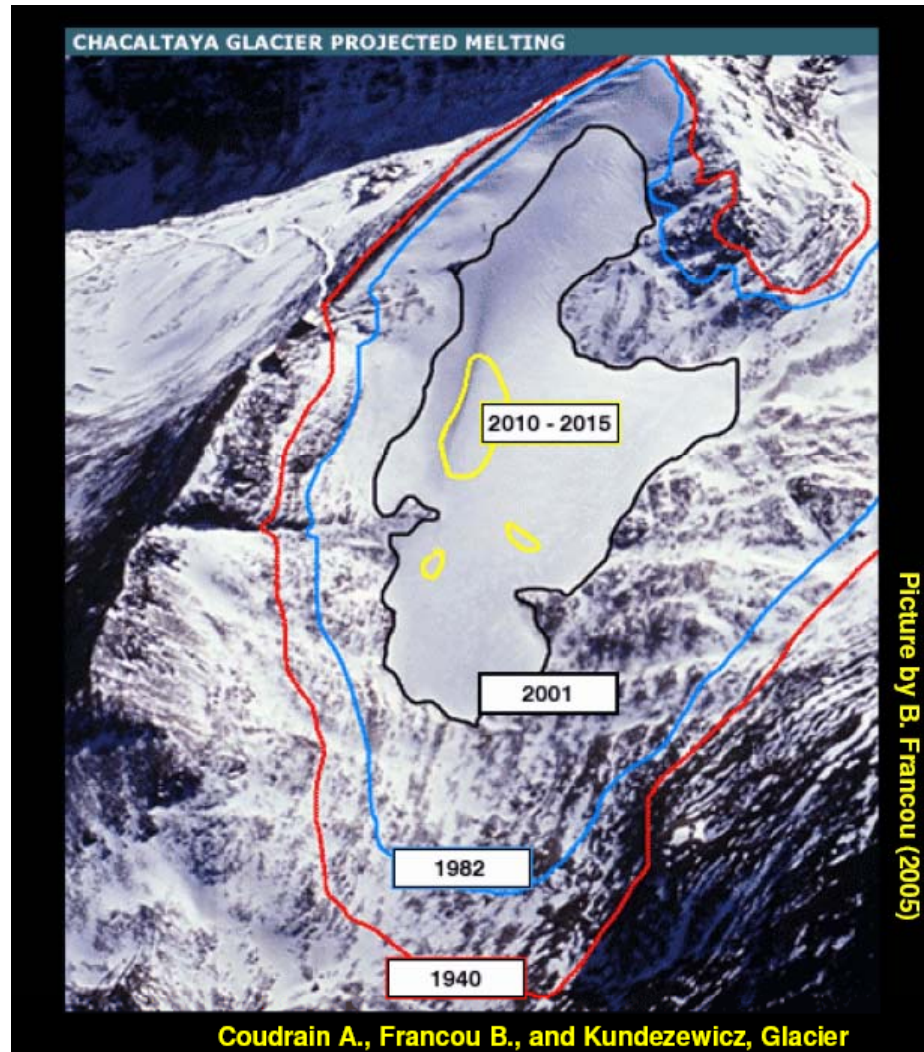 CHACALTAYA GLACIER PROJECTED MELTING
2010 - 2015
2001
1982
1940
Picture by B. Francou (2005)
Coudrain A., Francou B., and Kundezewicz, Glacier